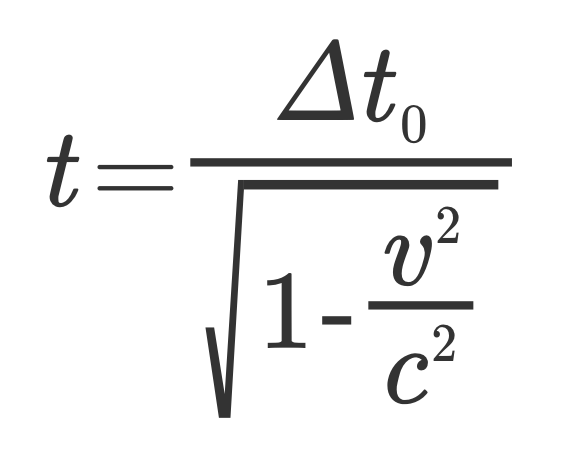 t = Δt₀ / √(1 - v²/c²)